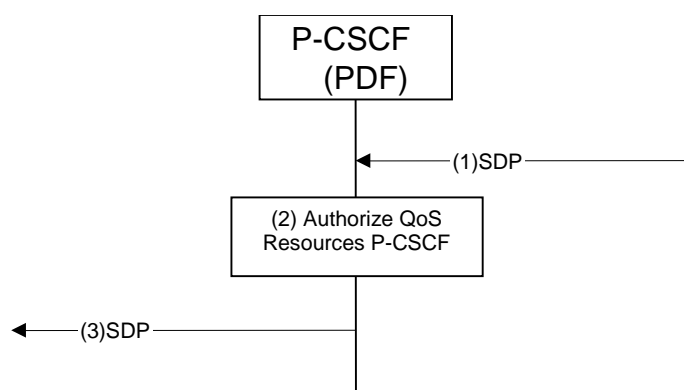 P-CSCF
(PDF)
(1)SDP
(2) Authorize QoS
Resources P-CSCF
(3)SDP